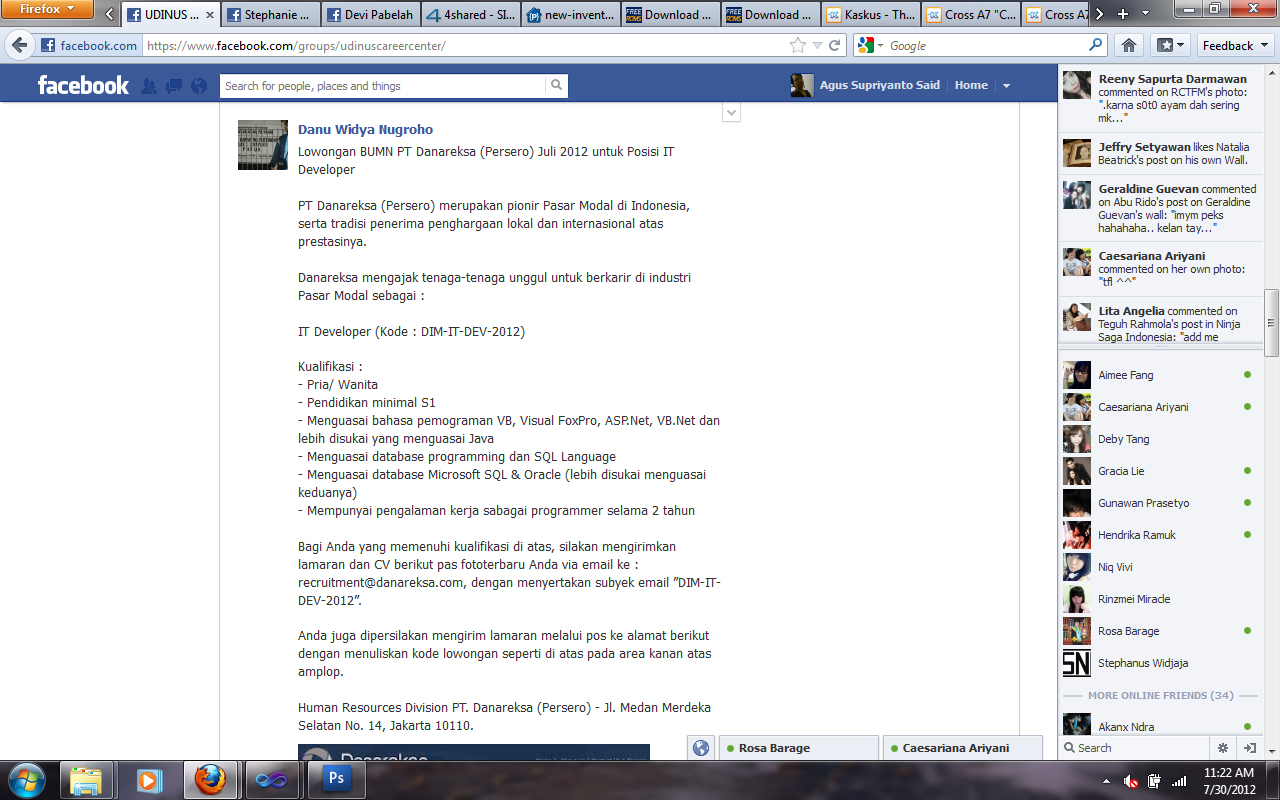 Firefox
UDINUS ...
Stephanie ...
Devi Pabelah
4shared - Sl...
new-invent...
Download ...
Download ...
Kaskus - Th...
Cross A7 "C...
Cross A7
facebook.com
https://www.facebook.com/groups/udinuscareercenter/
Google
Feedback
facebook
Search for people, places and things
Agus Supriyanto Said
Home
Danu Widya Nugroho
Lowongan BUMN PT Danareksa (Persero) Juli 2012 untuk Posisi IT
Developer
PT Danareksa (Persero) merupakan pionir Pasar Modal di Indonesia,
serta tradisi penerima penghargaan lokal dan internasional atas
prestasinya.
Danareksa mengajak tenaga-tenaga unggul untuk berkarir di industri
Pasar Modal sebagai :
IT Developer (Kode : DIM-IT-DEV-2012)
Kualifikasi :
- Pria/ Wanita
- Pendidikan minimal S1
- Menguasai bahasa pemograman VB, Visual FoxPro, ASP.Net, VB.Net dan
lebih disukai yang menguasai Java
- Menguasai database programming dan SQL Language
- Menguasai database Microsoft SQL & Oracle (lebih disukai menguasai
keduanya)
- Mempunyai pengalaman kerja sabagai programmer selama 2 tahun
Bagi Anda yang memenuhi kualifikasi di atas, silakan mengirimkan
lamaran dan CV berikut pas fototerbaru Anda via email ke :
recruitment@danareksa.com, dengan menyertakan subyek email ”DIM-IT-
DEV-2012”.
Anda juga dipersilakan mengirim lamaran melalui pos ke alamat berikut
dengan menuliskan kode lowongan seperti di atas pada area kanan atas
amplop.
Human Resources Division PT. Danareksa (Persero) - Jl. Medan Merdeka
Selatan No. 14, Jakarta 10110.
Danareksa
Reeny Sapurta Darmawan
commented on RCTFM's photo:
".karna s0t0 ayam dah sering
mk..."
Jeffry Setyawan likes Natalia
Beatrick's post on his own Wall.
Geraldine Guevan commented
on Abu Rido's post on Geraldine
Guevan's wall: "imym peks
hahahaha.. kelan tay..."
Caesariana Ariyani
commented on her own photo:
"tfl ^^"
Lita Angelia commented on
Teguh Rahmola's post in Ninja
Saga Indonesia: "add me
Aimee Fang
Caesariana Ariyani
Deby Tang
Gracia Lie
Gunawan Prasetyo
Hendrika Ramuk
Niq Vivi
Rinzmei Miracle
Rosa Barage
SN
Stephanus Widjaja
MORE ONLINE FRIENDS (34)
Akanx Ndra
Search
Rosa Barage
Caesariana Ariyani
Ps
11:22 AM
7/30/2012